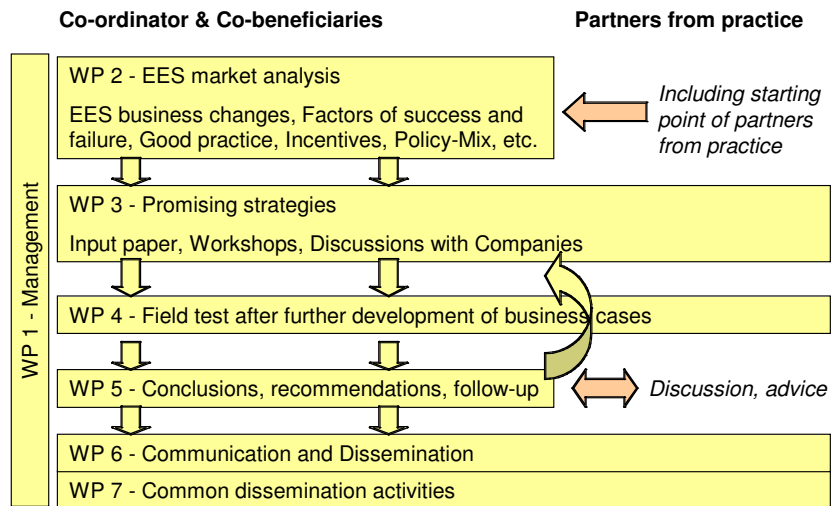 Co-ordinator & Co-beneficiaries
Partners from practice
WP 1 - Management
WP 2 - EES market analysis
EES business changes, Factors of success and
failure, Good practice, Incentives, Policy-Mix, etc.
Including starting
point of partners
from practice
WP 3 - Promising strategies
Input paper, Workshops, Discussions with Companies
WP 4 - Field test after further development of business cases
WP 5 - Conclusions, recommendations, follow-up
Discussion, advice
WP 6 - Communication and Dissemination
WP 7 - Common dissemination activities